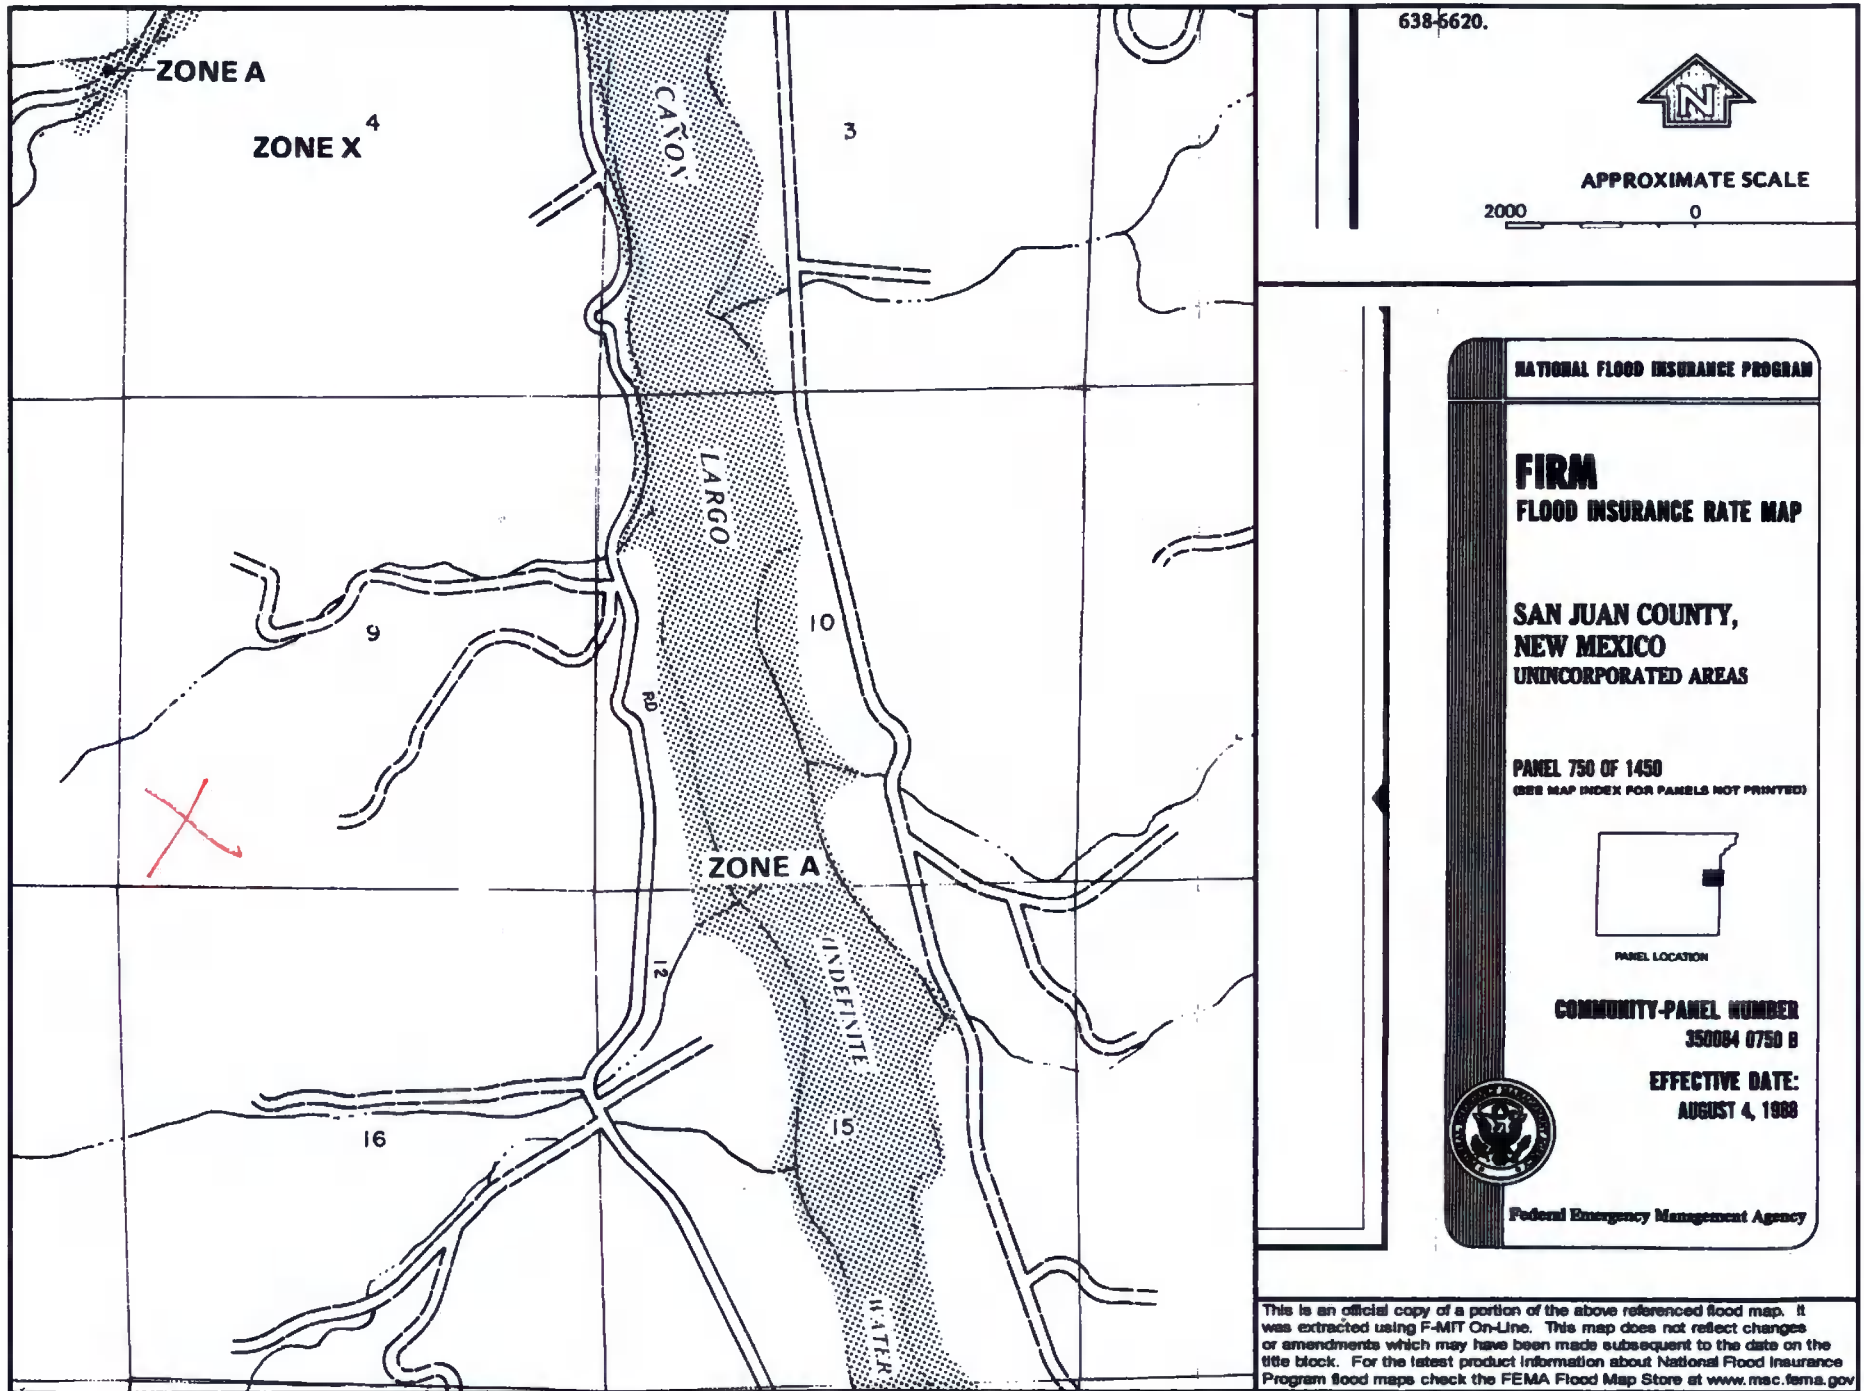 ZONE A
ZONE X
4
CAÑON
3
LARGO
9
10
RD
ZONE A
12
INDEFINITE
16
15
WATER
638-6620.
N
APPROXIMATE SCALE
2000 0
NATIONAL FLOOD INSURANCE PROGRAM
FIRM
FLOOD INSURANCE RATE MAP
SAN JUAN COUNTY,
NEW MEXICO
UNINCORPORATED AREAS
PANEL 750 OF 1450
(SEE MAP INDEX FOR PANELS NOT PRINTED)
PANEL LOCATION
COMMUNITY-PANEL NUMBER
350064 0750 B
EFFECTIVE DATE:
AUGUST 4, 1988
Federal Emergency Management Agency
This is an official copy of a portion of the above referenced flood map. It
was extracted using F-MIT On-Line. This map does not reflect changes
or amendments which may have been made subsequent to the date on the
title block. For the latest product information about National Flood Insurance
Program flood maps check the FEMA Flood Map Store at www.msc.fema.gov